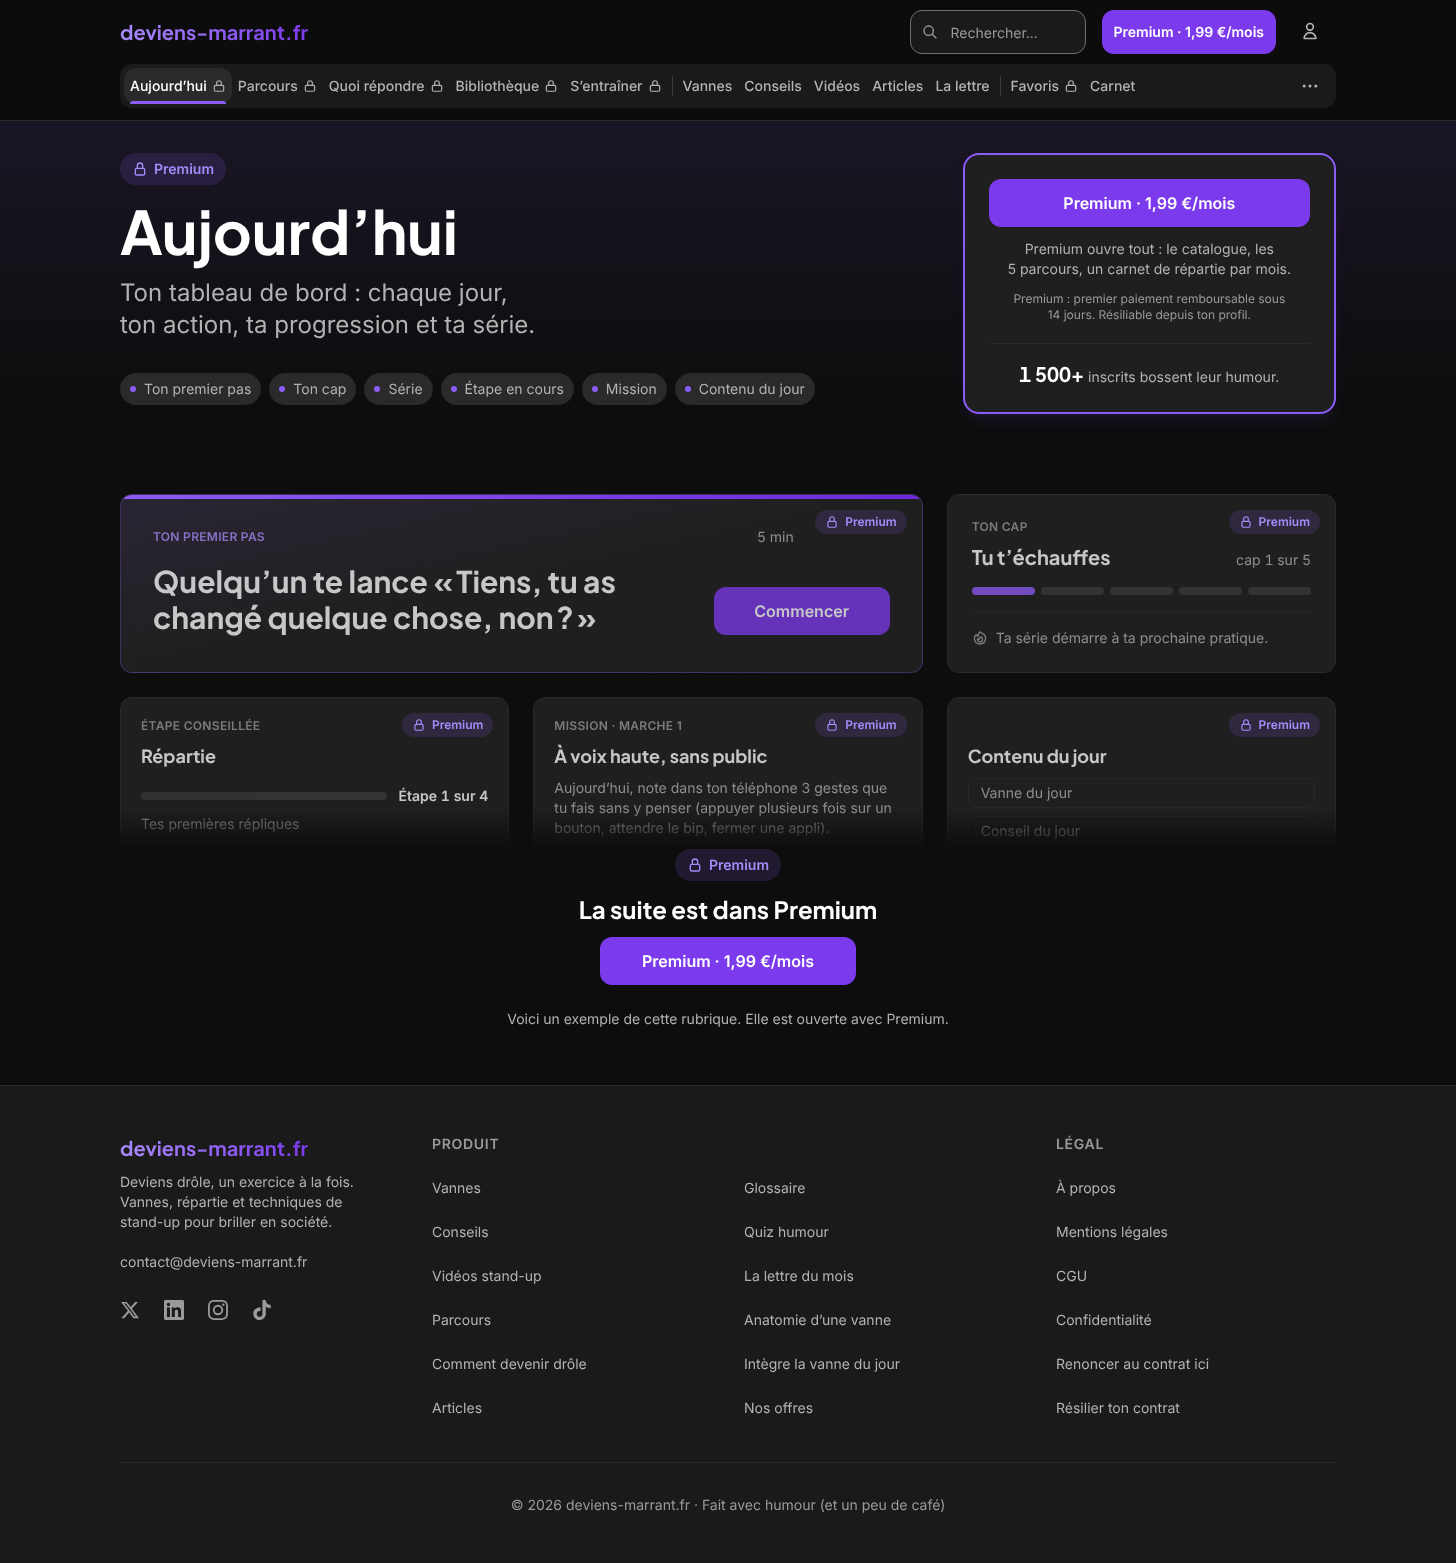 deviens-marrant.fr
Rechercher...
Premium · 1,99 €/mois
Aujourd’hui
Parcours
Quoi répondre
Bibliothèque
S’entraîner
Vannes
Conseils
Vidéos
Articles
La lettre
Favoris
Carnet
Premium
Aujourd’hui
Ton tableau de bord : chaque jour,
ton action, ta progression et ta série.
Ton premier pas
Ton cap
Série
Étape en cours
Mission
Contenu du jour
Premium · 1,99 €/mois
Premium ouvre tout : le catalogue, les
5 parcours, un carnet de répartie par mois.
Premium : premier paiement remboursable sous
14 jours. Résiliable depuis ton profil.
1 500+ inscrits bossent leur humour.
TON PREMIER PAS
5 min
Premium
Quelqu’un te lance « Tiens, tu as
changé quelque chose, non ? »
Commencer
TON CAP
Premium
Tu t’échauffes
cap 1 sur 5
Ta série démarre à ta prochaine pratique.
ÉTAPE CONSEILLÉE
Premium
Répartie
Étape 1 sur 4
Tes premières répliques
MISSION · MARCHE 1
Premium
À voix haute, sans public
Aujourd’hui, note dans ton téléphone 3 gestes que
tu fais sans y penser (appuyer plusieurs fois sur un
bouton, attendre le bip, fermer une appli).
Premium
Contenu du jour
Vanne du jour
Conseil du jour
Premium
La suite est dans Premium
Premium · 1,99 €/mois
Voici un exemple de cette rubrique. Elle est ouverte avec Premium.
deviens-marrant.fr
Deviens drôle, un exercice à la fois.
Vannes, répartie et techniques de
stand-up pour briller en société.
contact@deviens-marrant.fr
PRODUIT
Vannes
Conseils
Vidéos stand-up
Parcours
Comment devenir drôle
Articles
Glossaire
Quiz humour
La lettre du mois
Anatomie d’une vanne
Intègre la vanne du jour
Nos offres
LÉGAL
À propos
Mentions légales
CGU
Confidentialité
Renoncer au contrat ici
Résilier ton contrat
© 2026 deviens-marrant.fr · Fait avec humour (et un peu de café)